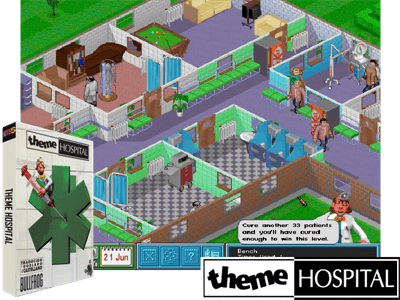 Cure another 33 patients
and you'll have cured
enough to win this level.
21 Jun
Bench
theme HOSPITAL
THEME HOSPITAL
BULLFROG
theme HOSPITAL